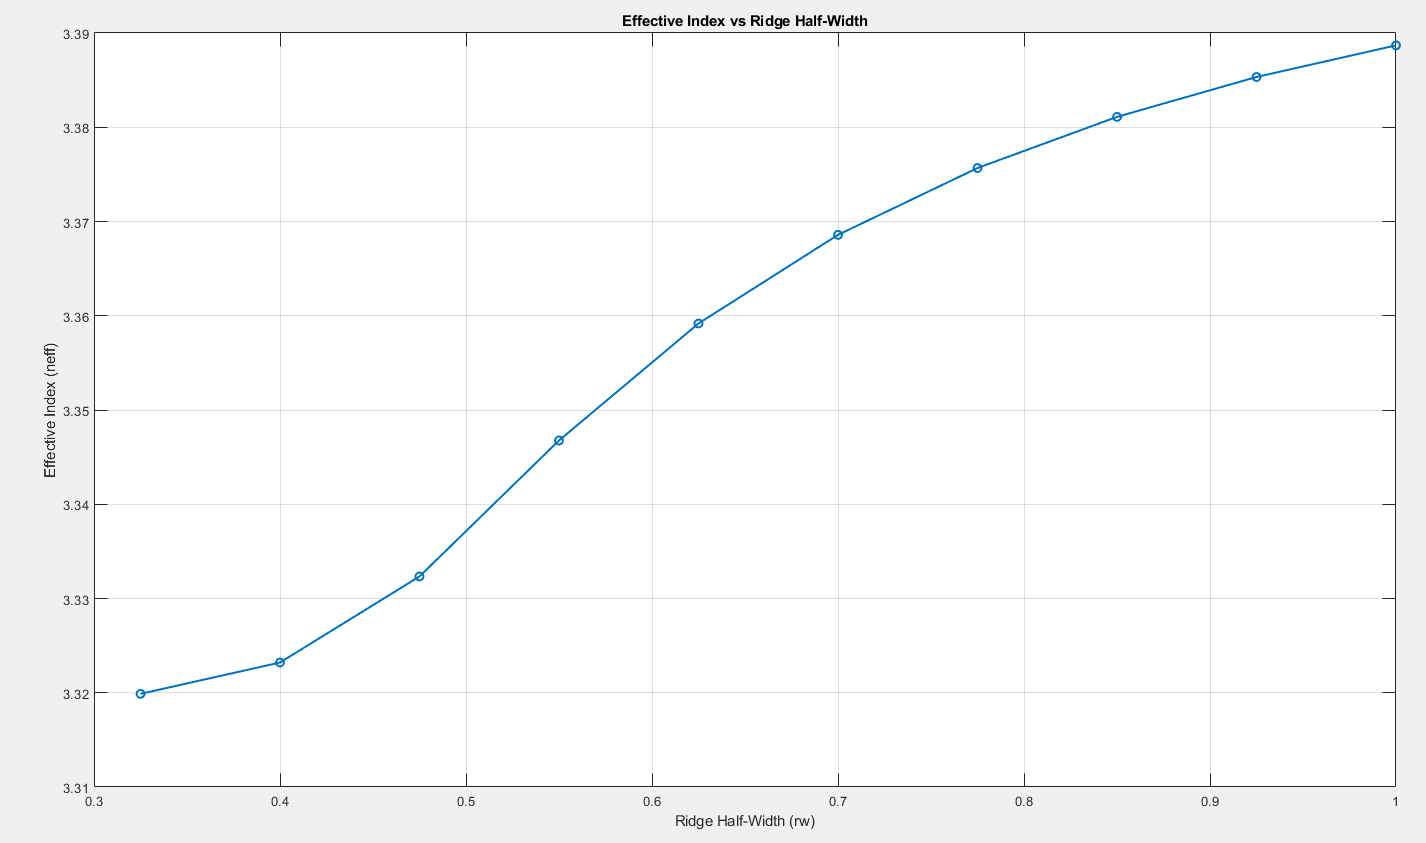 Effective Index vs Ridge Half-Width
3.39
3.38
3.37
3.36
3.35
3.34
3.33
3.32
3.31
Effective Index (neff)
0.3 0.4 0.5 0.6 0.7 0.8 0.9 1
Ridge Half-Width (rw)